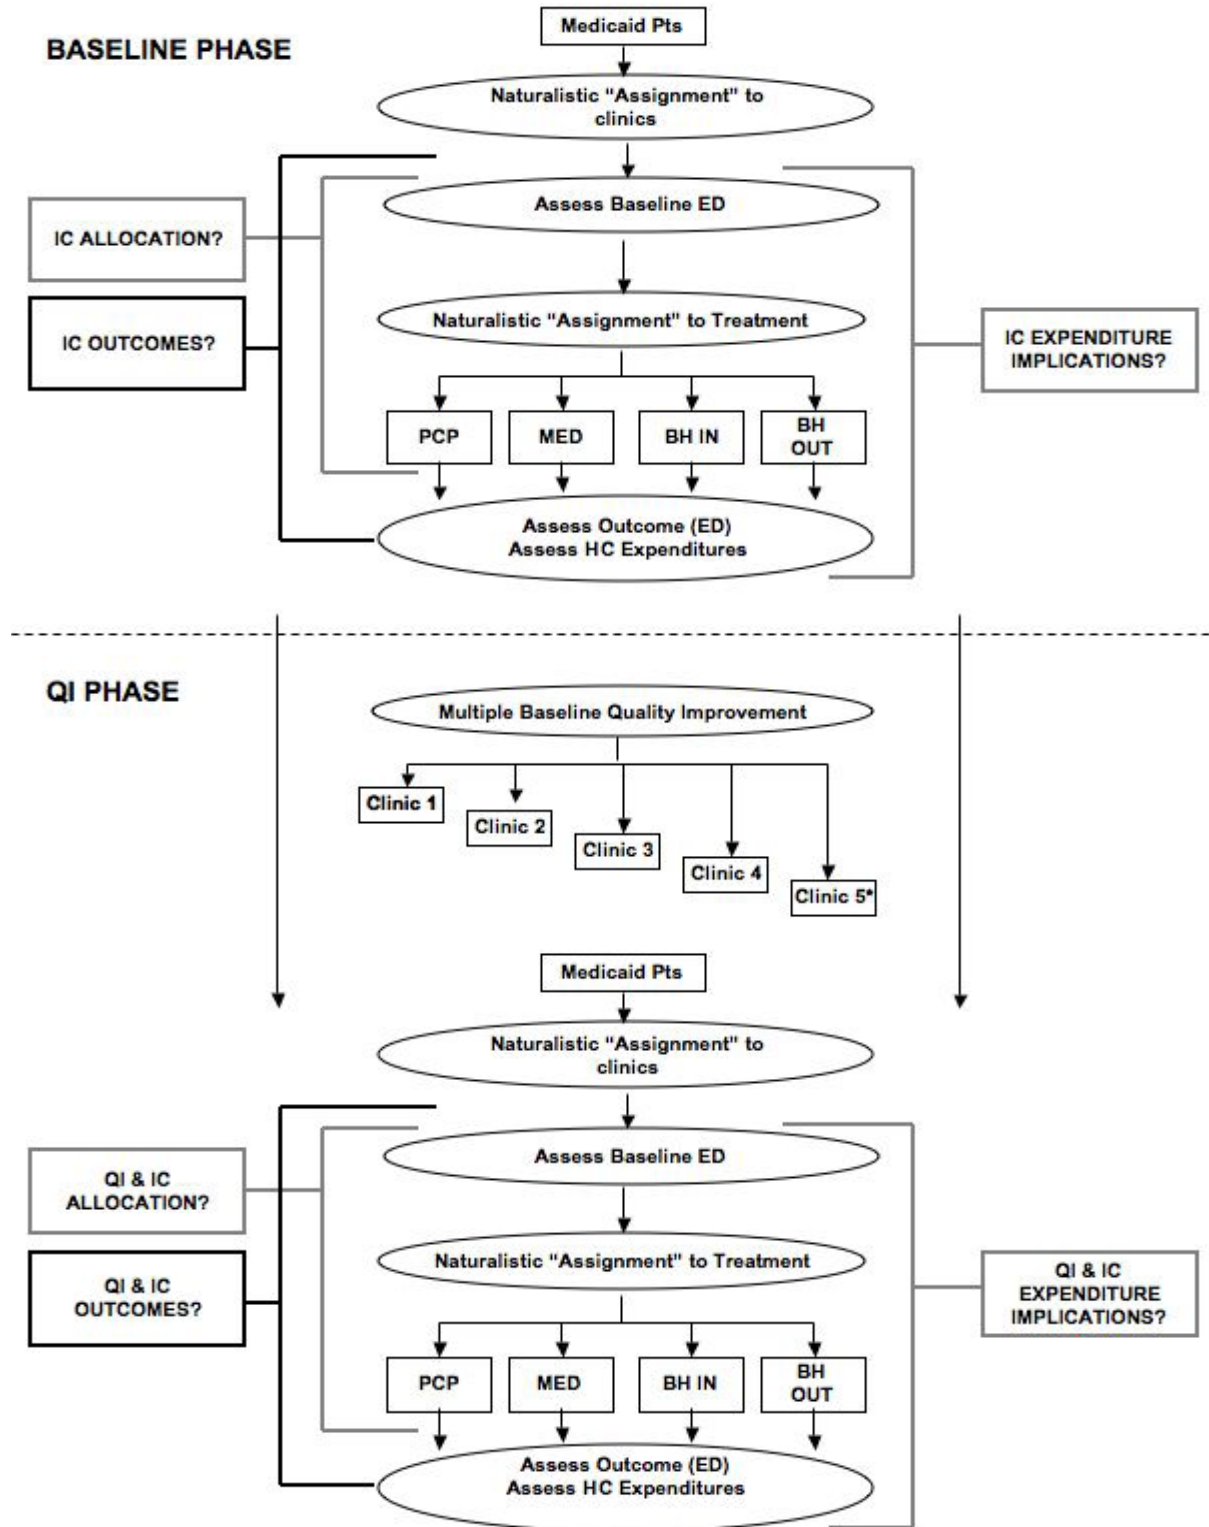 Medicaid Pts
BASELINE PHASE
Naturalistic “Assignment” to
clinics
Assess Baseline ED
IC ALLOCATION?
Naturalistic “Assignment” to Treatment
IC OUTCOMES?
IC EXPENDITURE
IMPLICATIONS?
PCP
MED
BH IN
BH
OUT
Assess Outcome (ED)
Assess HC Expenditures
QI PHASE
Multiple Baseline Quality Improvement
Clinic 1
Clinic 2
Clinic 3
Clinic 4
Clinic 5*
Medicaid Pts
Naturalistic “Assignment” to
clinics
Assess Baseline ED
QI & IC
ALLOCATION?
Naturalistic “Assignment” to Treatment
QI & IC
OUTCOMES?
QI & IC
EXPENDITURE
IMPLICATIONS?
PCP
MED
BH IN
BH
OUT
Assess Outcome (ED)
Assess HC Expenditures